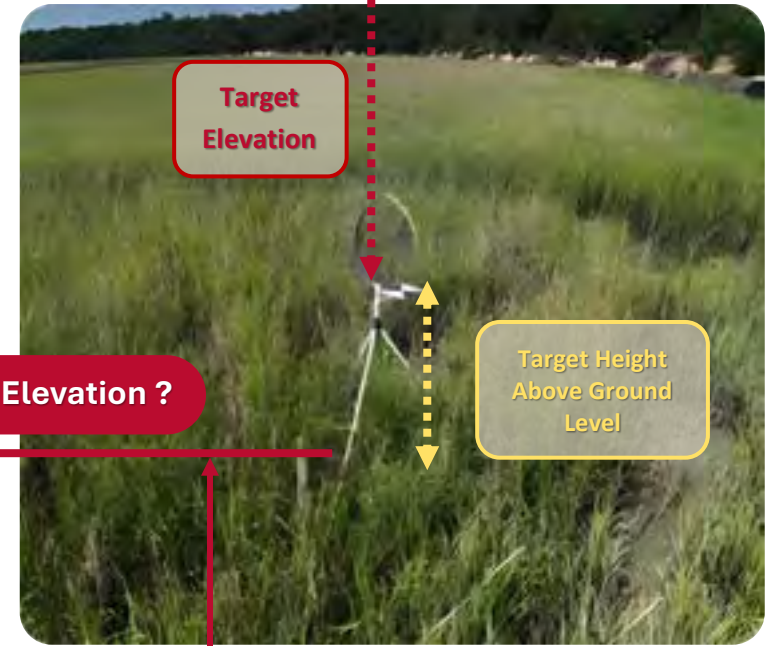 Target
Elevation
Elevation ?
Target Height
Above Ground
Level